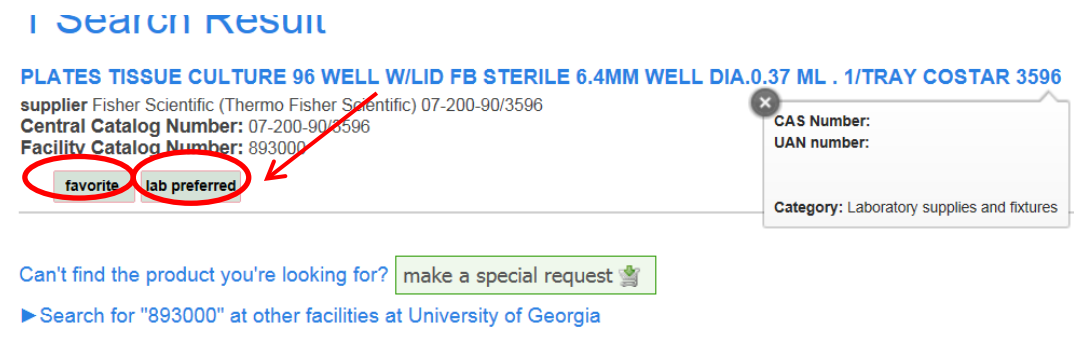 1 Search Result
PLATES TISSUE CULTURE 96 WELL W/LID FB STERILE 6.4MM WELL DIA.0.37 ML . 1/TRAY COSTAR 3596
supplier Fisher Scientific (Thermo Fisher Scientific) 07-200-90/3596
Central Catalog Number: 07-200-90/3596
Facility Catalog Number: 893000
favorite lab preferred
CAS Number:
UAN number:
Category: Laboratory supplies and fixtures
Can't find the product you're looking for? make a special request
►Search for "893000" at other facilities at University of Georgia